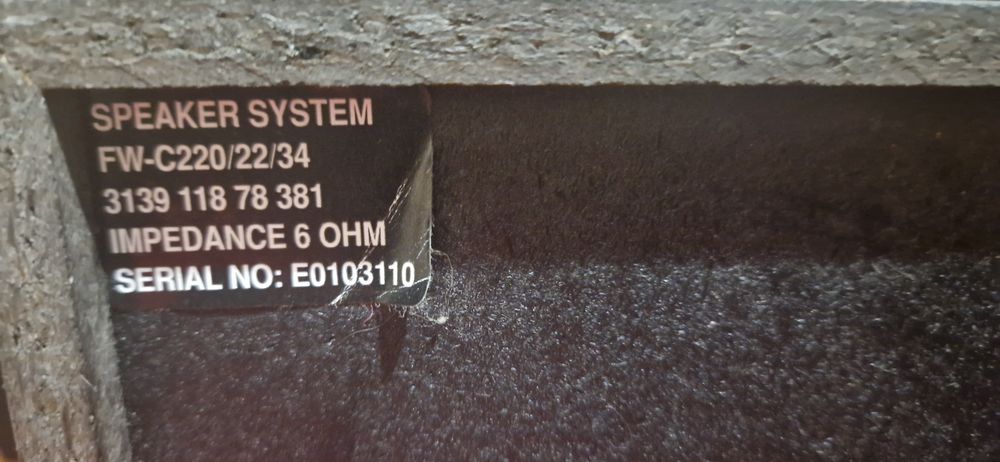 SPEAKER SYSTEM
FW-C220/22/34
3139 118 78 381
IMPEDANCE 6 OHM
SERIAL NO: E0103110